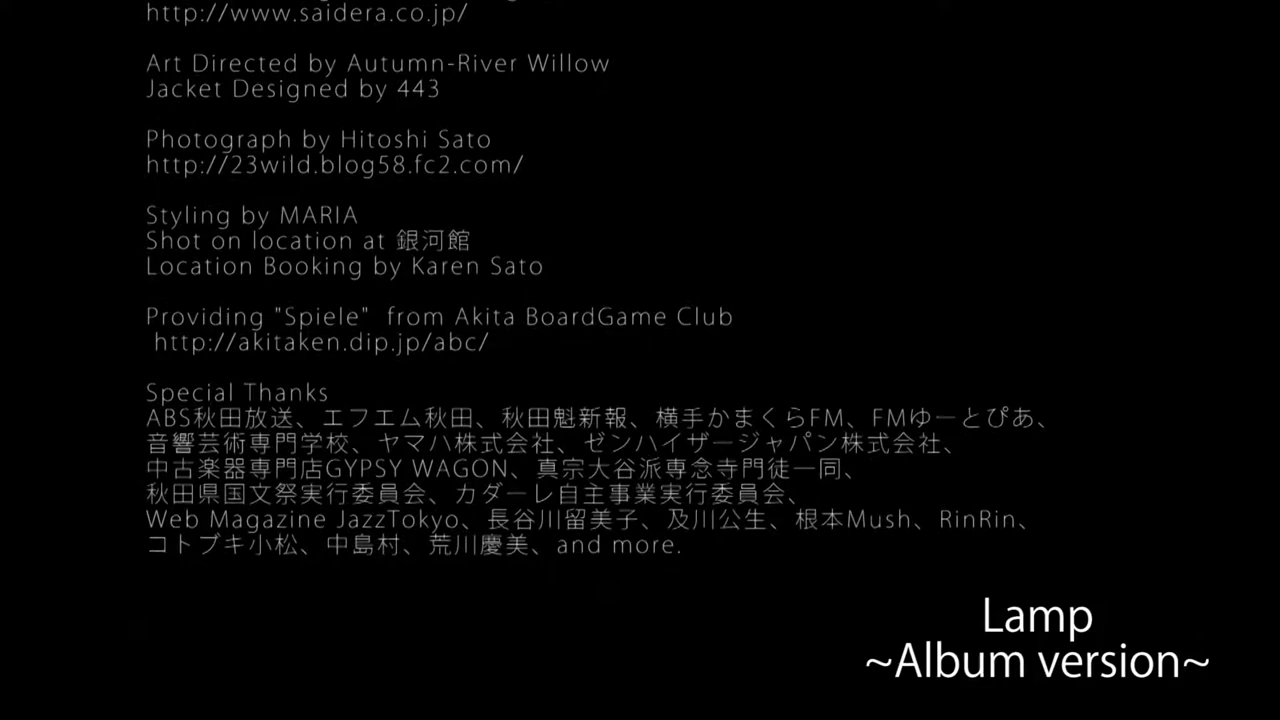 http://www.saidera.co.jp/
Art Directed by Autumn-River Willow
Jacket Designed by 443
Photograph by Hitoshi Sato
http://23wild.blog58.fc2.com/
Styling by MARIA
Shot on location at 銀河館
Location Booking by Karen Sato
Providing "Spiele"  from Akita BoardGame Club
http://akitaken.dip.jp/abc/
Special Thanks
ABS秋田放送、エフエム秋田、秋田魁新報、横手かまくらFM、FMゆーとぴあ、
音響芸術専門学校、ヤマハ株式会社、ゼンハイザージャパン株式会社、
中古楽器専門店GYPSY WAGON、真宗大谷派専念寺門徒一同、
秋田県国文祭実行委員会、カダーレ自主事業実行委員会、
Web Magazine JazzTokyo、長谷川留美子、及川公生、根本Mush、RinRin、
コトブキ小松、中島村、荒川慶美、and more.
Lamp
~Album version~